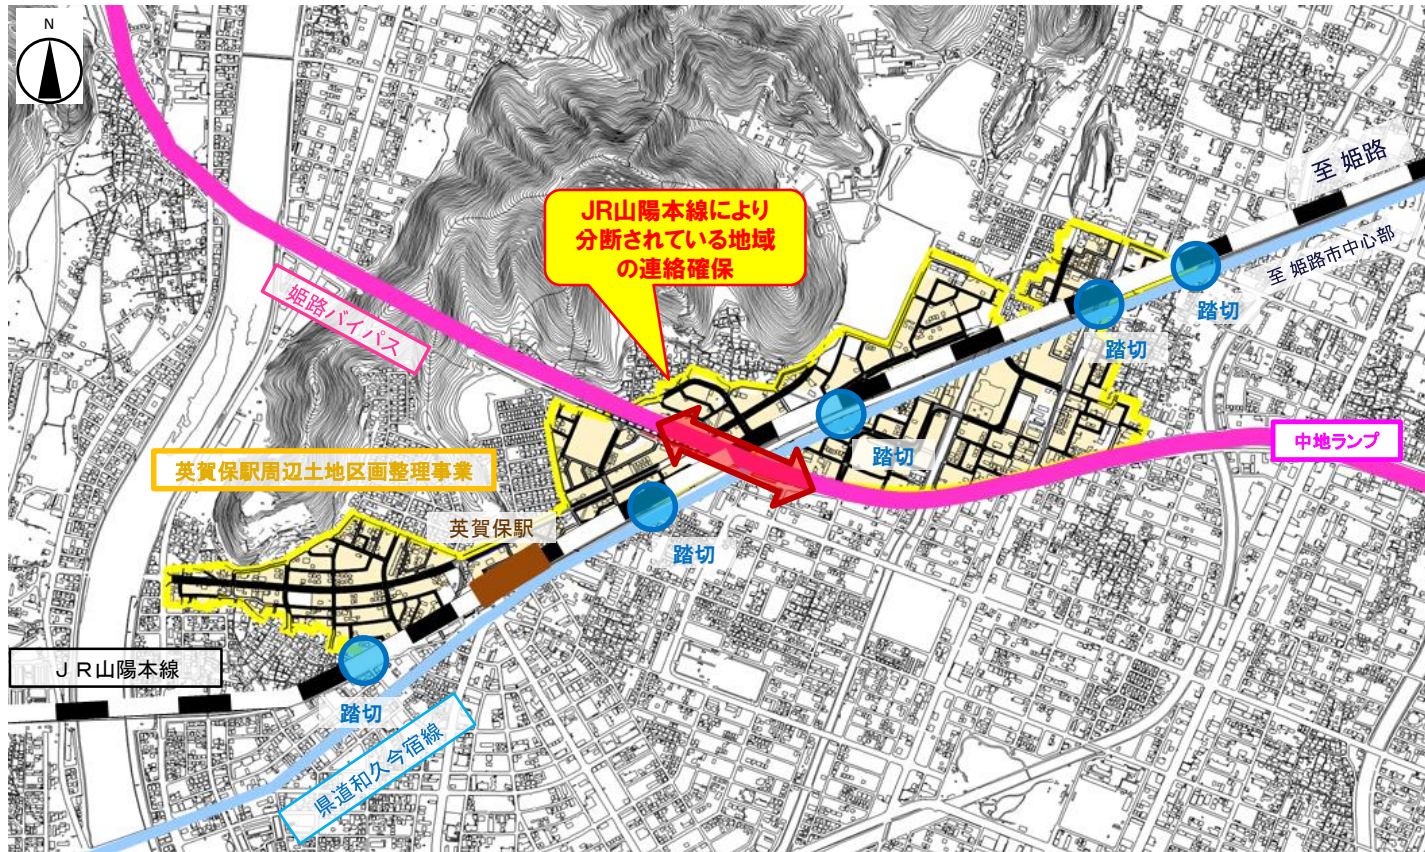 N
至 姫路
至 姫路市中心部
JR山陽本線により
分断されている地域
の連絡確保
姫路バイパス
踏切
踏切
踏切
中地ランプ
英賀保駅周辺土地区画整理事業
英賀保駅
踏切
JR山陽本線
踏切
県道和久今宿線